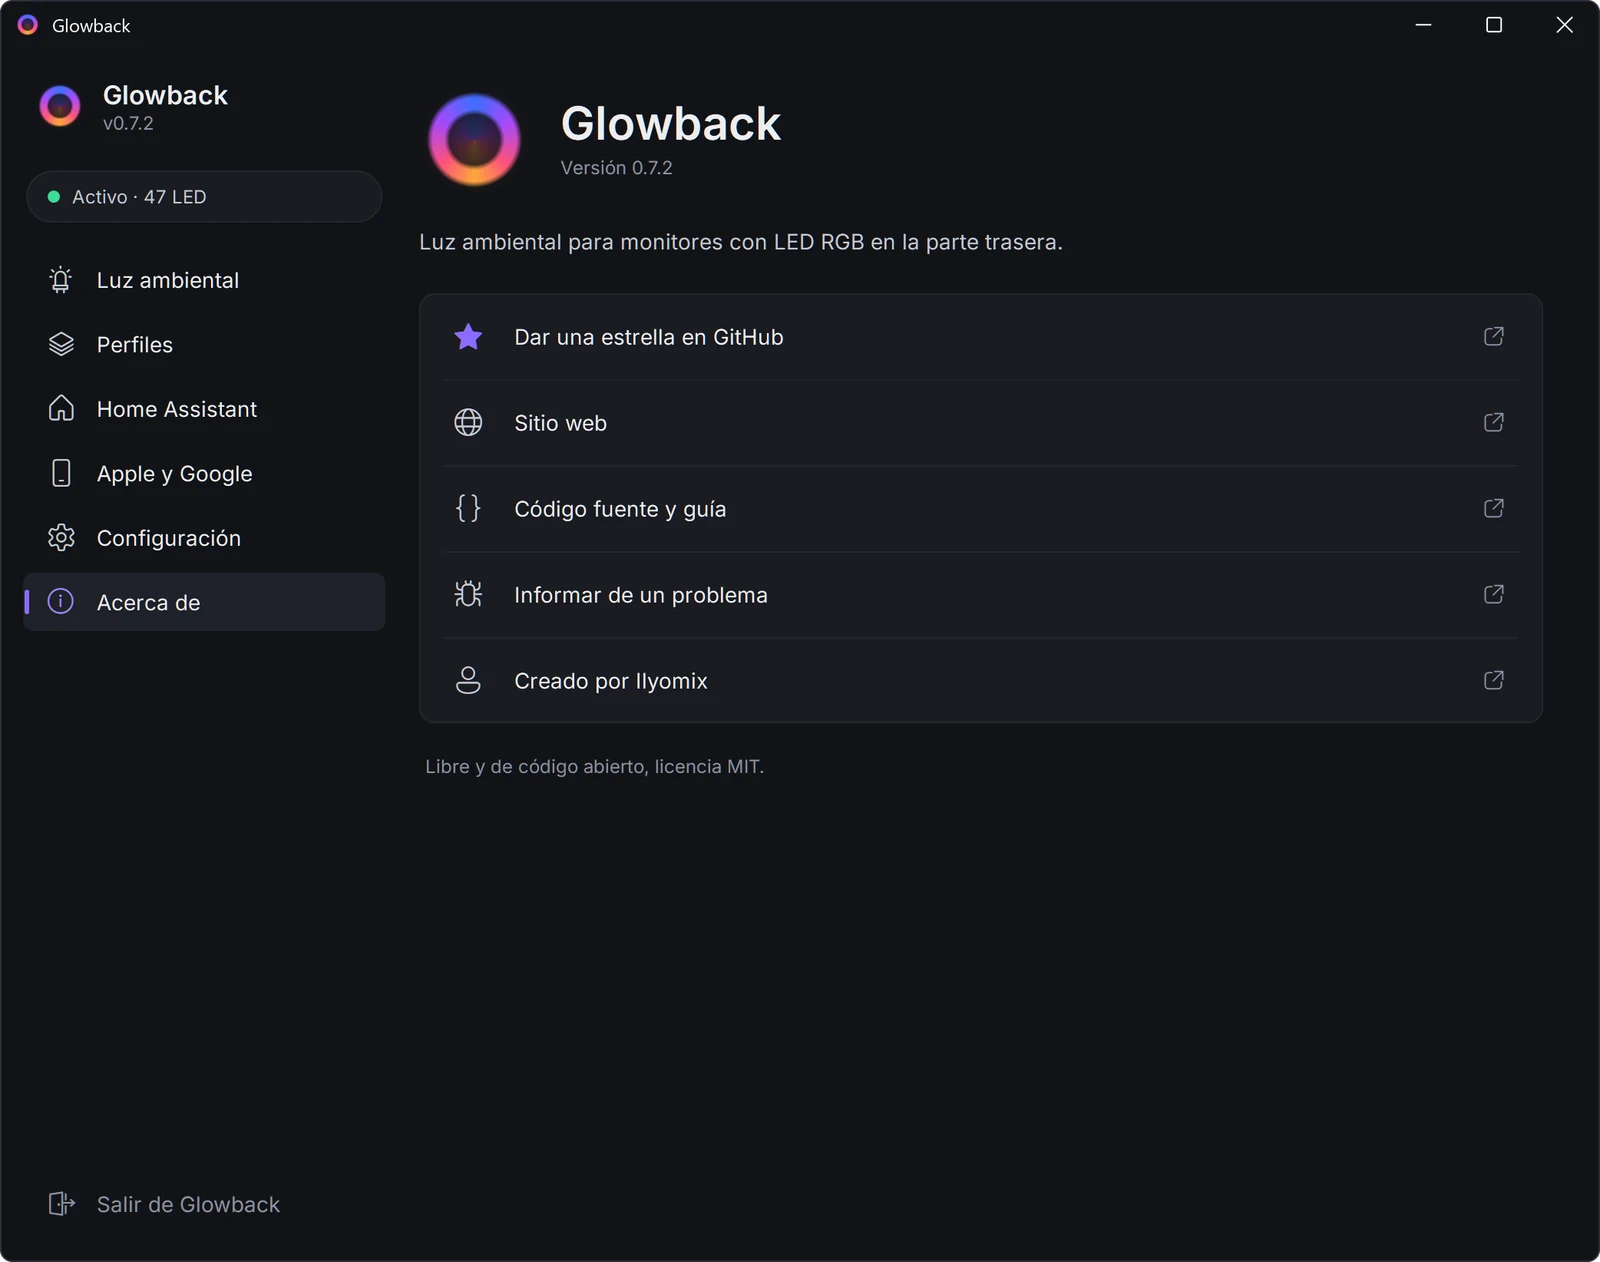 Glowback
Glowback
v0.7.2
Activo · 47 LED
Luz ambiental
Perfiles
Home Assistant
Apple y Google
Configuración
Acerca de
Salir de Glowback
Glowback
Versión 0.7.2
Luz ambiental para monitores con LED RGB en la parte trasera.
Dar una estrella en GitHub
Sitio web
Código fuente y guía
Informar de un problema
Creado por Ilyomix
Libre y de código abierto, licencia MIT.